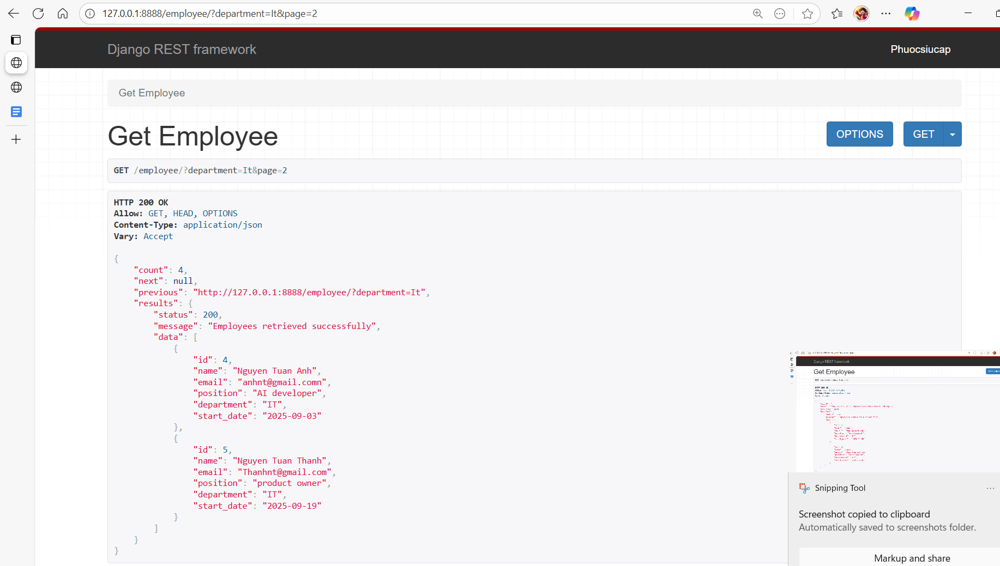 127.0.0.1:8888/employee/?department=It&page=2
Django REST framework
Phuocsiucap
Get Employee
Get Employee
OPTIONS
GET
GET /employee/?department=It&page=2
HTTP 200 OK
Allow: GET, HEAD, OPTIONS
Content-Type: application/json
Vary: Accept
{
"count": 4,
"next": null,
"previous": "http://127.0.0.1:8888/employee/?department=It",
"results": {
"status": 200,
"message": "Employees retrieved successfully",
"data": [
{
"id": 4,
"name": "Nguyen Tuan Anh",
"email": "anhnt@gmail.comn",
"position": "AI developer",
"department": "IT",
"start_date": "2025-09-03"
},
{
"id": 5,
"name": "Nguyen Tuan Thanh",
"email": "Thanhnt@gmail.com",
"position": "product owner",
"department": "IT",
"start_date": "2025-09-19"
}
]
}
}
Django REST framework
Get Employee
Snipping Tool
Screenshot copied to clipboard
Automatically saved to screenshots folder.
Markup and share